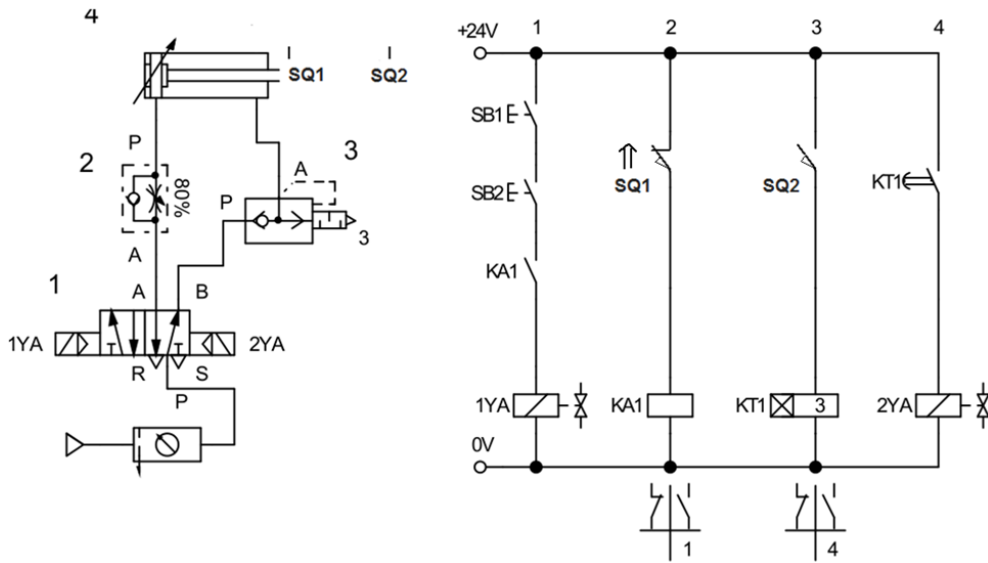 4
SQ1 SQ2
P
2
3
A
P
80%
3
A
1
A B
1YA 2YA
R S
P
1 2 3 4
+24V
SB1
SQ1
SQ2
KT1
SB2
KA1
1YA
KA1
KT1 3
2YA
0V
1
4